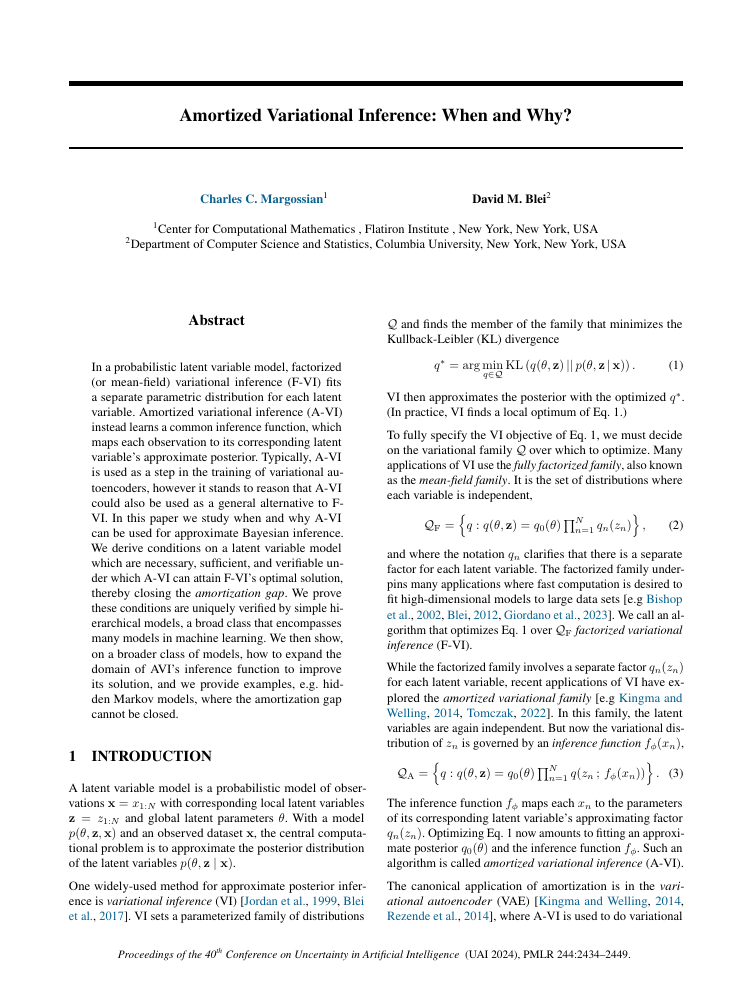 Amortized Variational Inference: When and Why?
Charles C. Margossian¹ David M. Blei²
¹Center for Computational Mathematics , Flatiron Institute , New York, New York, USA
²Department of Computer Science and Statistics, Columbia University, New York, New York, USA
Abstract
In a probabilistic latent variable model, factorized
(or mean-field) variational inference (F-VI) fits
a separate parametric distribution for each latent
variable. Amortized variational inference (A-VI)
instead learns a common inference function, which
maps each observation to its corresponding latent
variable's approximate posterior. Typically, A-VI
is used as a step in the training of variational au-
toencoders, however it stands to reason that A-VI
could also be used as a general alternative to F-
VI. In this paper we study when and why A-VI
can be used for approximate Bayesian inference.
We derive conditions on a latent variable model
which are necessary, sufficient, and verifiable un-
der which A-VI can attain F-VI's optimal solution,
thereby closing the amortization gap. We prove
these conditions are uniquely verified by simple hi-
erarchical models, a broad class that encompasses
many models in machine learning. We then show,
on a broader class of models, how to expand the
domain of AVI's inference function to improve
its solution, and we provide examples, e.g. hid-
den Markov models, where the amortization gap
cannot be closed.
1 INTRODUCTION
A latent variable model is a probabilistic model of obser-
vations x = x_{1:N} with corresponding local latent variables
z = z_{1:N} and global latent parameters θ. With a model
p(θ, z, x) and an observed dataset x, the central computa-
tional problem is to approximate the posterior distribution
of the latent variables p(θ, z | x).
One widely-used method for approximate posterior infer-
ence is variational inference (VI) [Jordan et al., 1999, Blei
et al., 2017]. VI sets a parameterized family of distributions
Q and finds the member of the family that minimizes the
Kullback-Leibler (KL) divergence
q* = arg min_{q∈Q} KL (q(θ, z) || p(θ, z | x)) . (1)
VI then approximates the posterior with the optimized q*.
(In practice, VI finds a local optimum of Eq. 1.)
To fully specify the VI objective of Eq. 1, we must decide
on the variational family Q over which to optimize. Many
applications of VI use the fully factorized family, also known
as the mean-field family. It is the set of distributions where
each variable is independent,
Q_F = {q : q(θ, z) = q₀(θ) ∏_{n=1}^{N} q_n(z_n)} , (2)
and where the notation q_n clarifies that there is a separate
factor for each latent variable. The factorized family under-
pins many applications where fast computation is desired to
fit high-dimensional models to large data sets [e.g Bishop
et al., 2002, Blei, 2012, Giordano et al., 2023]. We call an al-
gorithm that optimizes Eq. 1 over Q_F factorized variational
inference (F-VI).
While the factorized family involves a separate factor q_n(z_n)
for each latent variable, recent applications of VI have ex-
plored the amortized variational family [e.g Kingma and
Welling, 2014, Tomczak, 2022]. In this family, the latent
variables are again independent. But now the variational dis-
tribution of z_n is governed by an inference function f_ϕ(x_n),
Q_A = {q : q(θ, z) = q₀(θ) ∏_{n=1}^{N} q(z_n ; f_ϕ(x_n))} . (3)
The inference function f_ϕ maps each x_n to the parameters
of its corresponding latent variable's approximating factor
q_n(z_n). Optimizing Eq. 1 now amounts to fitting an approxi-
mate posterior q₀(θ) and the inference function f_ϕ. Such an
algorithm is called amortized variational inference (A-VI).
The canonical application of amortization is in the vari-
ational autoencoder (VAE) [Kingma and Welling, 2014,
Rezende et al., 2014], where A-VI is used to do variational
Proceedings of the 40th Conference on Uncertainty in Artificial Intelligence (UAI 2024), PMLR 244:2434–2449.